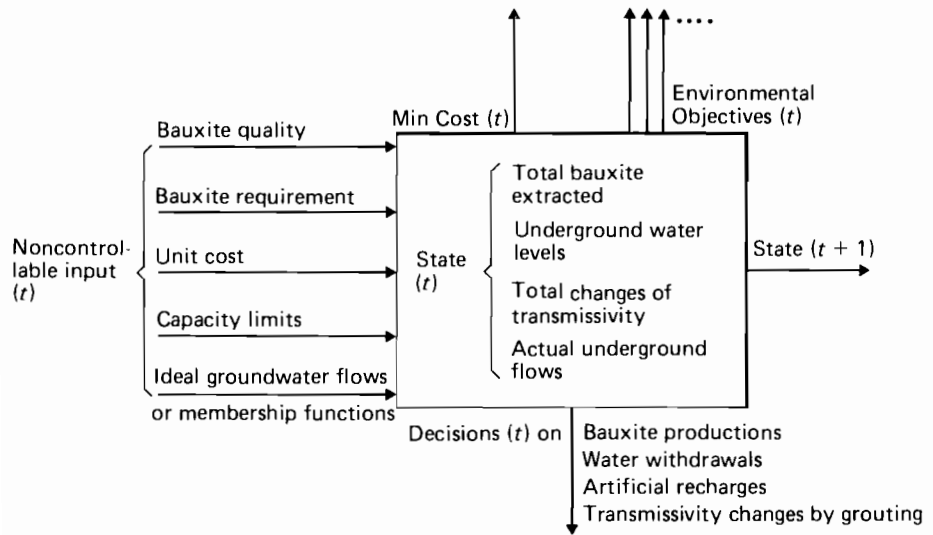 Min Cost (t)
Environmental
Objectives (t)
Noncontrol-
lable input
(t)
Bauxite quality
Bauxite requirement
Unit cost
Capacity limits
Ideal groundwater flows
or membership functions
State
(t)
Total bauxite
extracted
Underground water
levels
Total changes of
transmissivity
Actual underground
flows
State (t + 1)
Decisions (t) on
Bauxite productions
Water withdrawals
Artificial recharges
Transmissivity changes by grouting